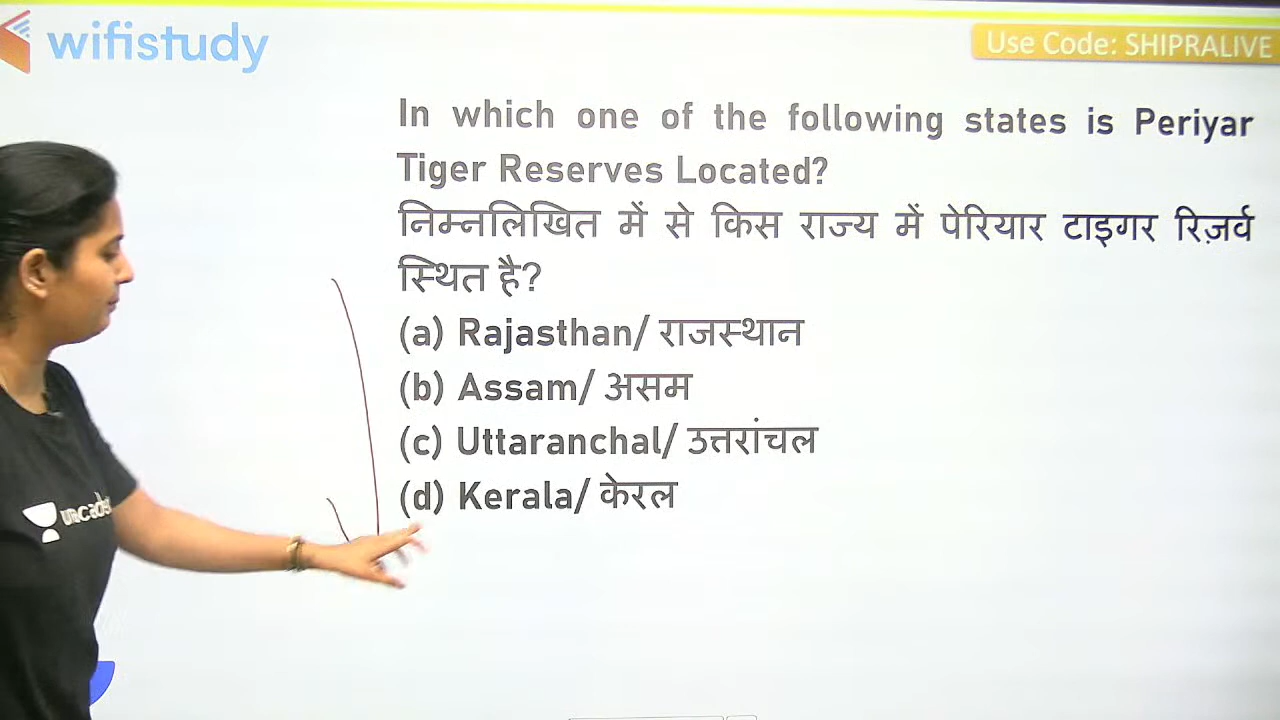 wifistudy
Use Code: SHIPRALIVE
In which one of the following states is Periyar
Tiger Reserves Located?
निम्नलिखित में से किस राज्य में पेरियार टाइगर रिज़र्व
स्थित है?
(a) Rajasthan/ राजस्थान
(b) Assam/ असम
(c) Uttaranchal/ उत्तरांचल
(d) Kerala/ केरल